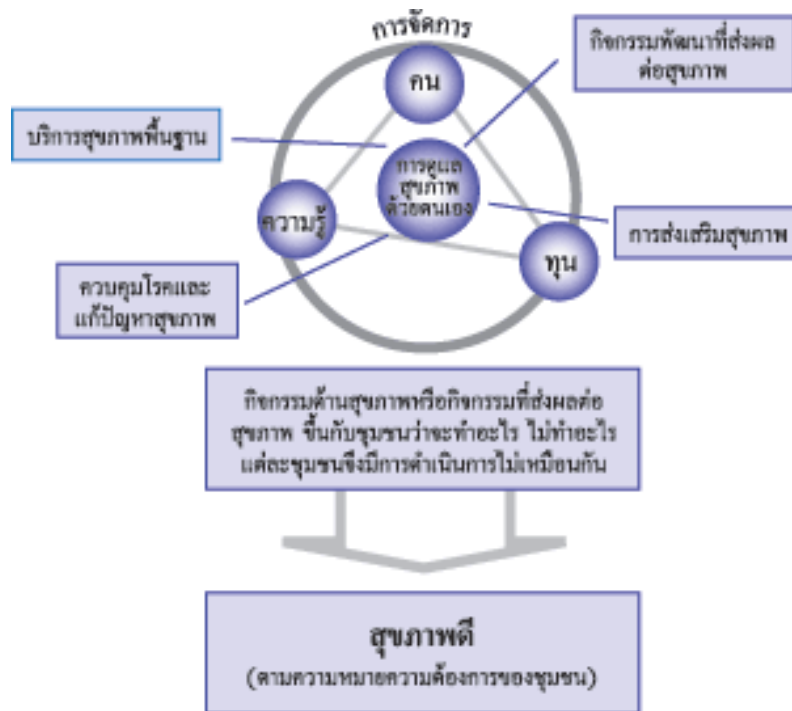 การจัดการ
คน
กิจกรรมพัฒนาที่ส่งผล
ต่อสุขภาพ
บริการสุขภาพพื้นฐาน
การดูแล
สุขภาพ
ด้วยตนเอง
ความรู้
การส่งเสริมสุขภาพ
ทุน
ควบคุมโรคและ
แก้ปัญหาสุขภาพ
กิจกรรมด้านสุขภาพหรือกิจกรรมที่ส่งผลต่อ
สุขภาพ ขึ้นกับชุมชนว่าจะทำอะไร ไม่ทำอะไร
แต่ละชุมชนจึงมีการดำเนินการไม่เหมือนกัน
สุขภาพดี
(ตามความหมายความต้องการของชุมชน)